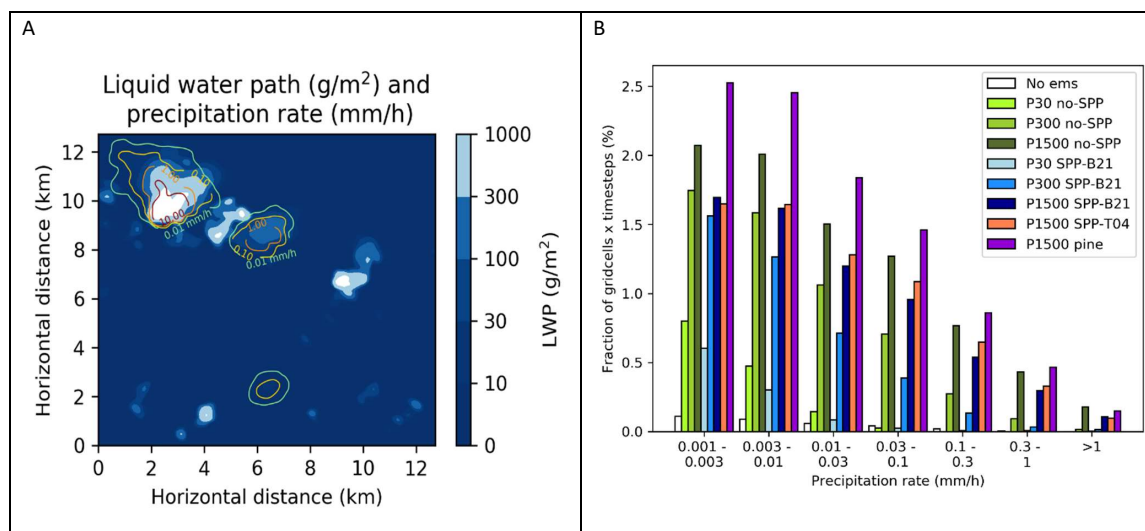 A
Liquid water path (g/m²) and
precipitation rate (mm/h)
12
10
8
6
4
2
0
0 2 4 6 8 10 12
Horizontal distance (km)
Horizontal distance (km)
1000
300
100
30
10
0
LWP (g/m²)
1.00
0.10
10.00
0.01 mm/h
1.00
0.10
0.01 mm/h
B
2.5
2.0
1.5
1.0
0.5
0.0
Fraction of gridcells x timesteps (%)
No ems
P30 no-SPP
P300 no-SPP
P1500 no-SPP
P30 SPP-B21
P300 SPP-B21
P1500 SPP-B21
P1500 SPP-T04
P1500 pine
0.001 - 0.003 - 0.01 - 0.03 - 0.1 - 0.3 - >1
0.003 0.01 0.03 0.1 0.3 1
Precipitation rate (mm/h)